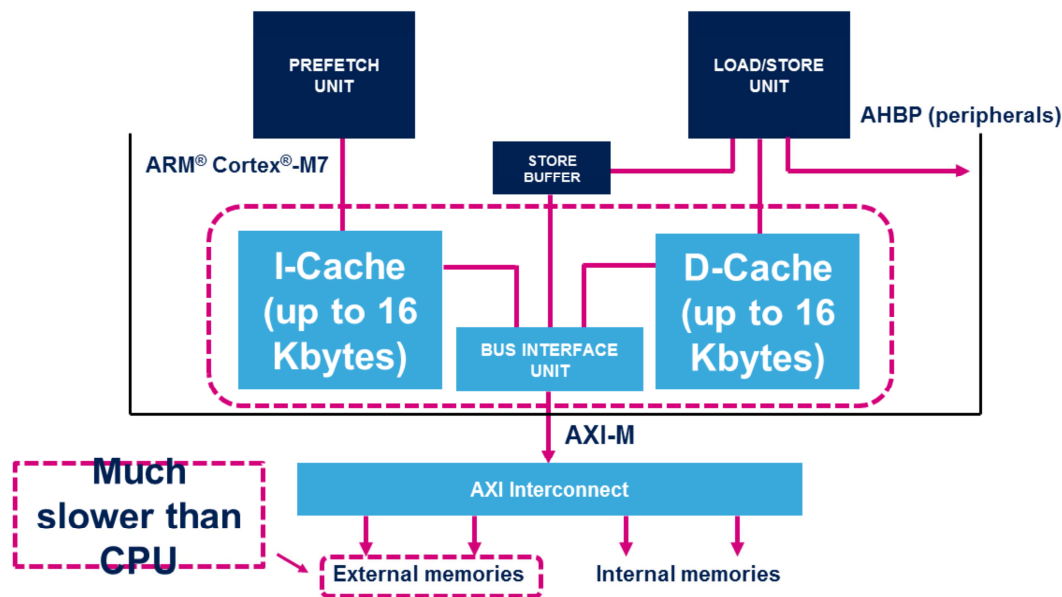 PREFETCH
UNIT
LOAD/STORE
UNIT
AHBP (peripherals)
ARM® Cortex®-M7
STORE
BUFFER
I-Cache
(up to 16
Kbytes)
D-Cache
(up to 16
Kbytes)
BUS INTERFACE
UNIT
AXI-M
Much
slower than
CPU
AXI Interconnect
External memories
Internal memories